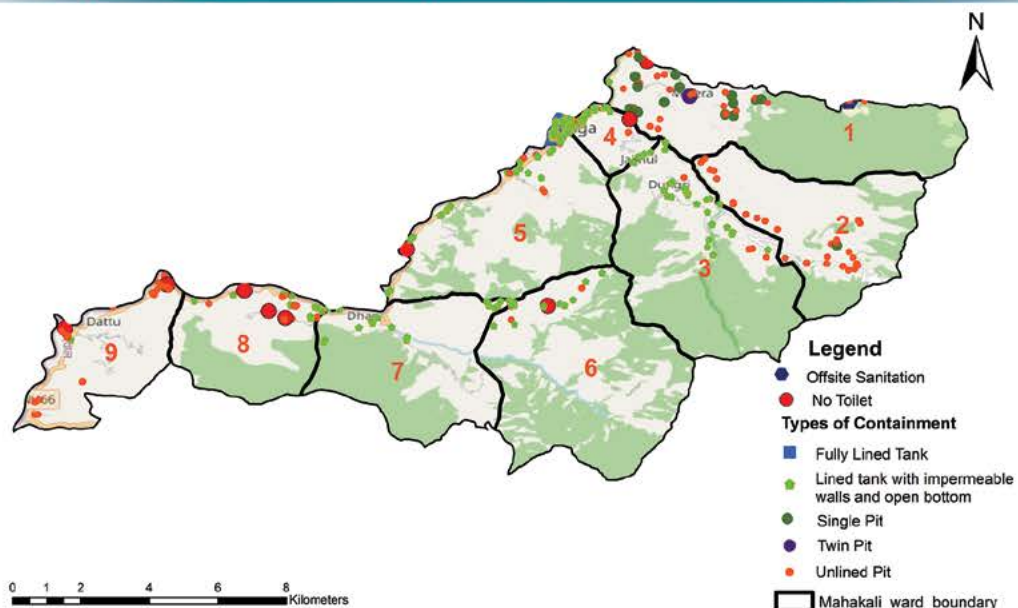 N
1
4
Jamul
2
5
3
Dattu
9
8
7
6
Legend
Offsite Sanitation
No Toilet
Types of Containment
Fully Lined Tank
Lined tank with impermeable
walls and open bottom
Single Pit
Twin Pit
Unlined Pit
Mahakali ward boundary
0 1 2 4 6 8
Kilometers